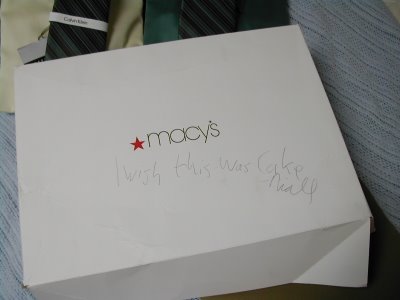 Calvin Klein
macy's
I wish this was Cake